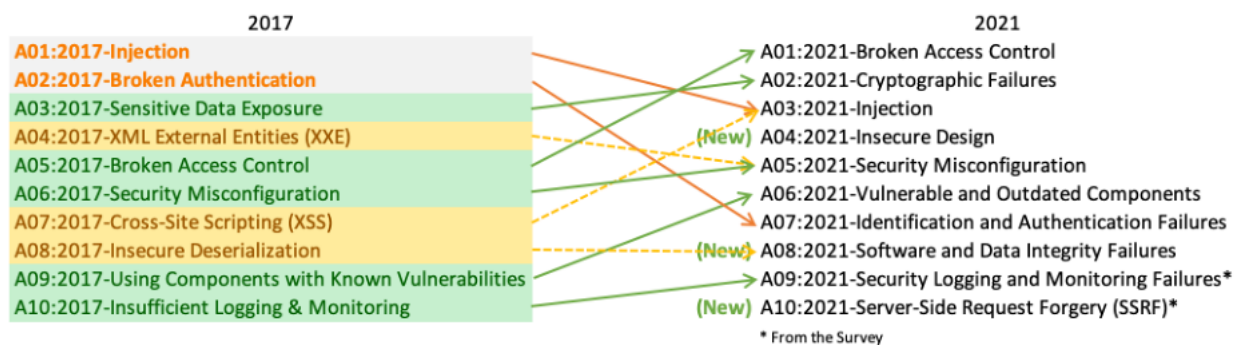 2017
A01:2017-Injection
A02:2017-Broken Authentication
A03:2017-Sensitive Data Exposure
A04:2017-XML External Entities (XXE)
A05:2017-Broken Access Control
A06:2017-Security Misconfiguration
A07:2017-Cross-Site Scripting (XSS)
A08:2017-Insecure Deserialization
A09:2017-Using Components with Known Vulnerabilities
A10:2017-Insufficient Logging & Monitoring
2021
A01:2021-Broken Access Control
A02:2021-Cryptographic Failures
A03:2021-Injection
(New) A04:2021-Insecure Design
A05:2021-Security Misconfiguration
A06:2021-Vulnerable and Outdated Components
A07:2021-Identification and Authentication Failures
(New) A08:2021-Software and Data Integrity Failures
A09:2021-Security Logging and Monitoring Failures*
(New) A10:2021-Server-Side Request Forgery (SSRF)*
* From the Survey